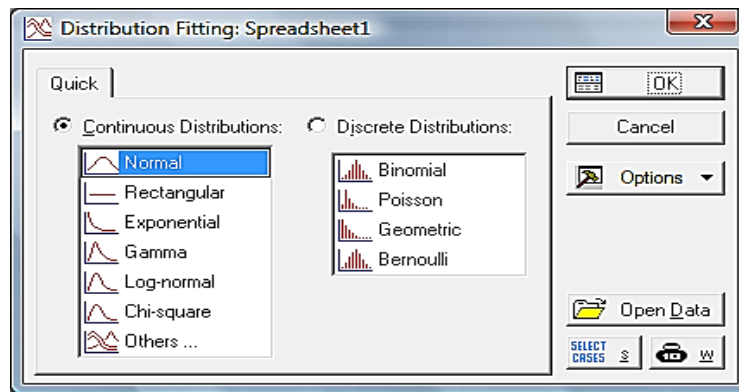 Distribution Fitting: Spreadsheet1
Quick
Continuous Distributions:
Normal
Rectangular
Exponential
Gamma
Log-normal
Chi-square
Others ...
Discrete Distributions:
Binomial
Poisson
Geometric
Bernoulli
OK
Cancel
Options
Open Data
SELECT CASES S
W